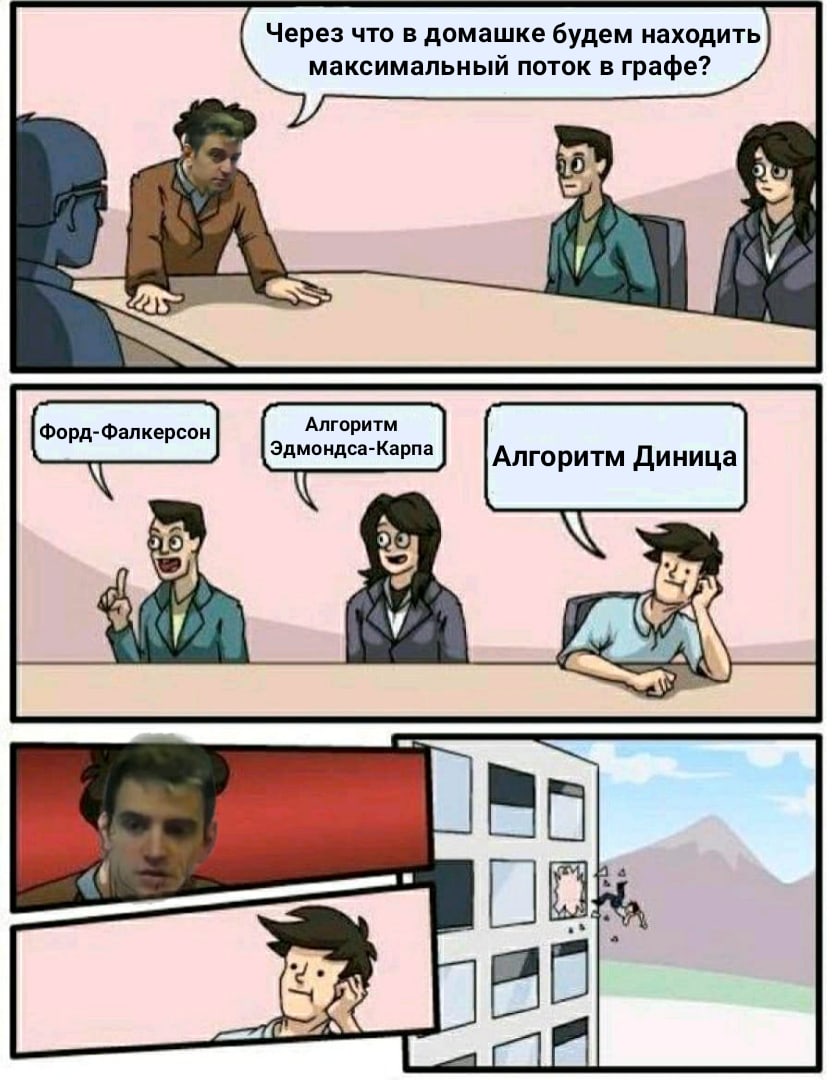 Через что в домашке будем находить
максимальный поток в графе?
Форд-Фалкерсон
Алгоритм
Эдмондса-Карпа
Алгоритм Диница